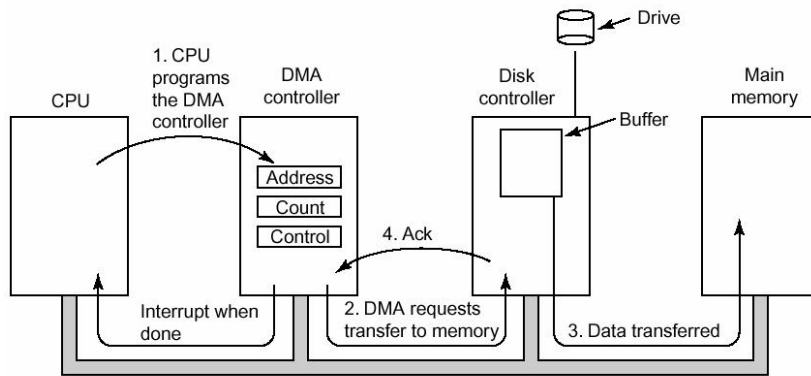 Drive
1. CPU
programs
the DMA
controller
CPU
DMA
controller
Disk
controller
Main
memory
Buffer
Address
Count
Control
4. Ack
Interrupt when
done
2. DMA requests
transfer to memory
3. Data transferred